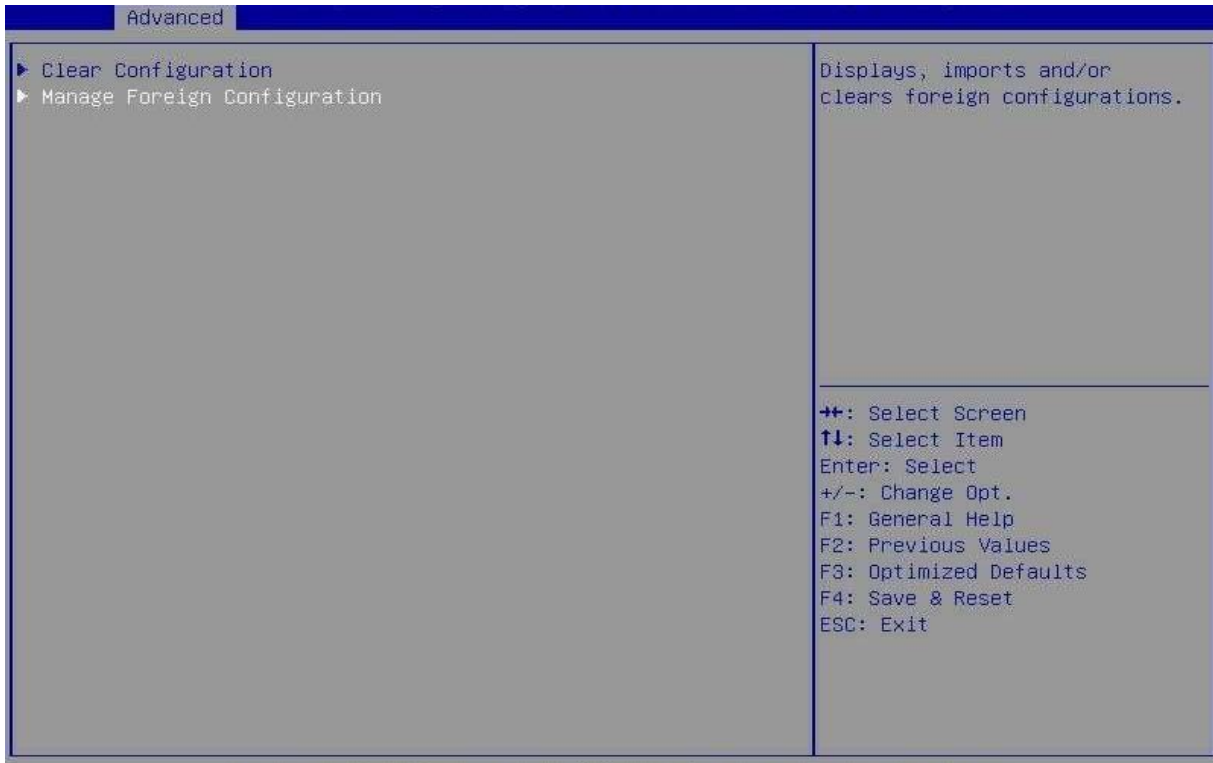 Advanced
Clear Configuration
Manage Foreign Configuration
Displays, imports and/or
clears foreign configurations.
→←: Select Screen
↑↓: Select Item
Enter: Select
+/-: Change Opt.
F1: General Help
F2: Previous Values
F3: Optimized Defaults
F4: Save & Reset
ESC: Exit